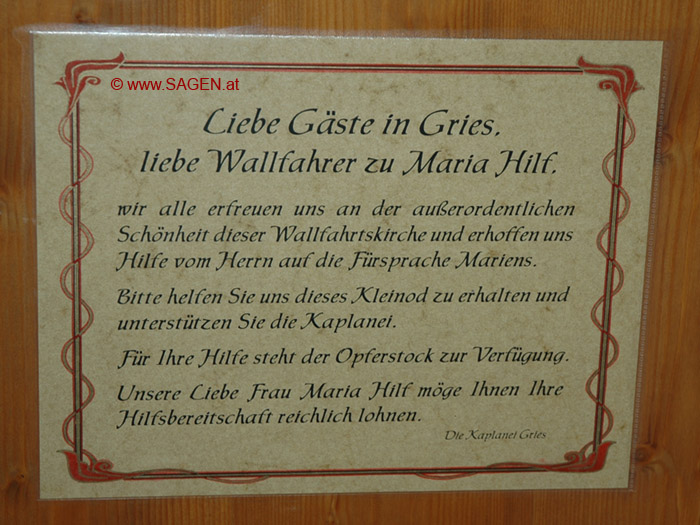 © www.SAGEN.at
Liebe Gäste in Gries,
liebe Wallfahrer zu Maria Hilf,
wir alle erfreuen uns an der außerordentlichen
Schönheit dieser Wallfahrtskirche und erhoffen uns
Hilfe vom Herrn auf die Fürsprache Mariens.
Bitte helfen Sie uns dieses Kleinod zu erhalten und
unterstützen Sie die Kaplanei.
Für Ihre Hilfe steht der Opferstock zur Verfügung.
Unsere Liebe Frau Maria Hilf möge Ihnen Ihre
Hilfsbereitschaft reichlich lohnen.
Die Kaplanei Gries